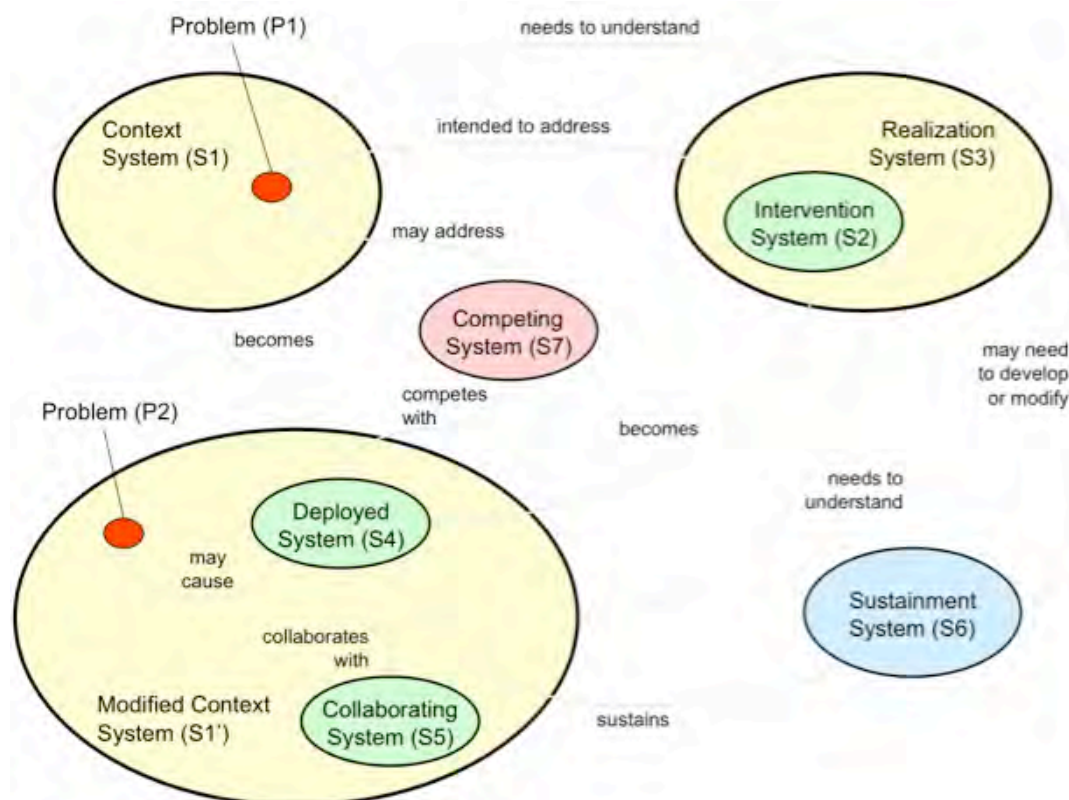 Problem (P1)
needs to understand
Context
System (S1)
intended to address
Realization
System (S3)
Intervention
System (S2)
may address
Competing
System (S7)
becomes
may need
to develop
or modify
competes
with
Problem (P2)
becomes
needs to
understand
Deployed
System (S4)
may
cause
Sustainment
System (S6)
collaborates
with
Modified Context
System (S1')
Collaborating
System (S5)
sustains